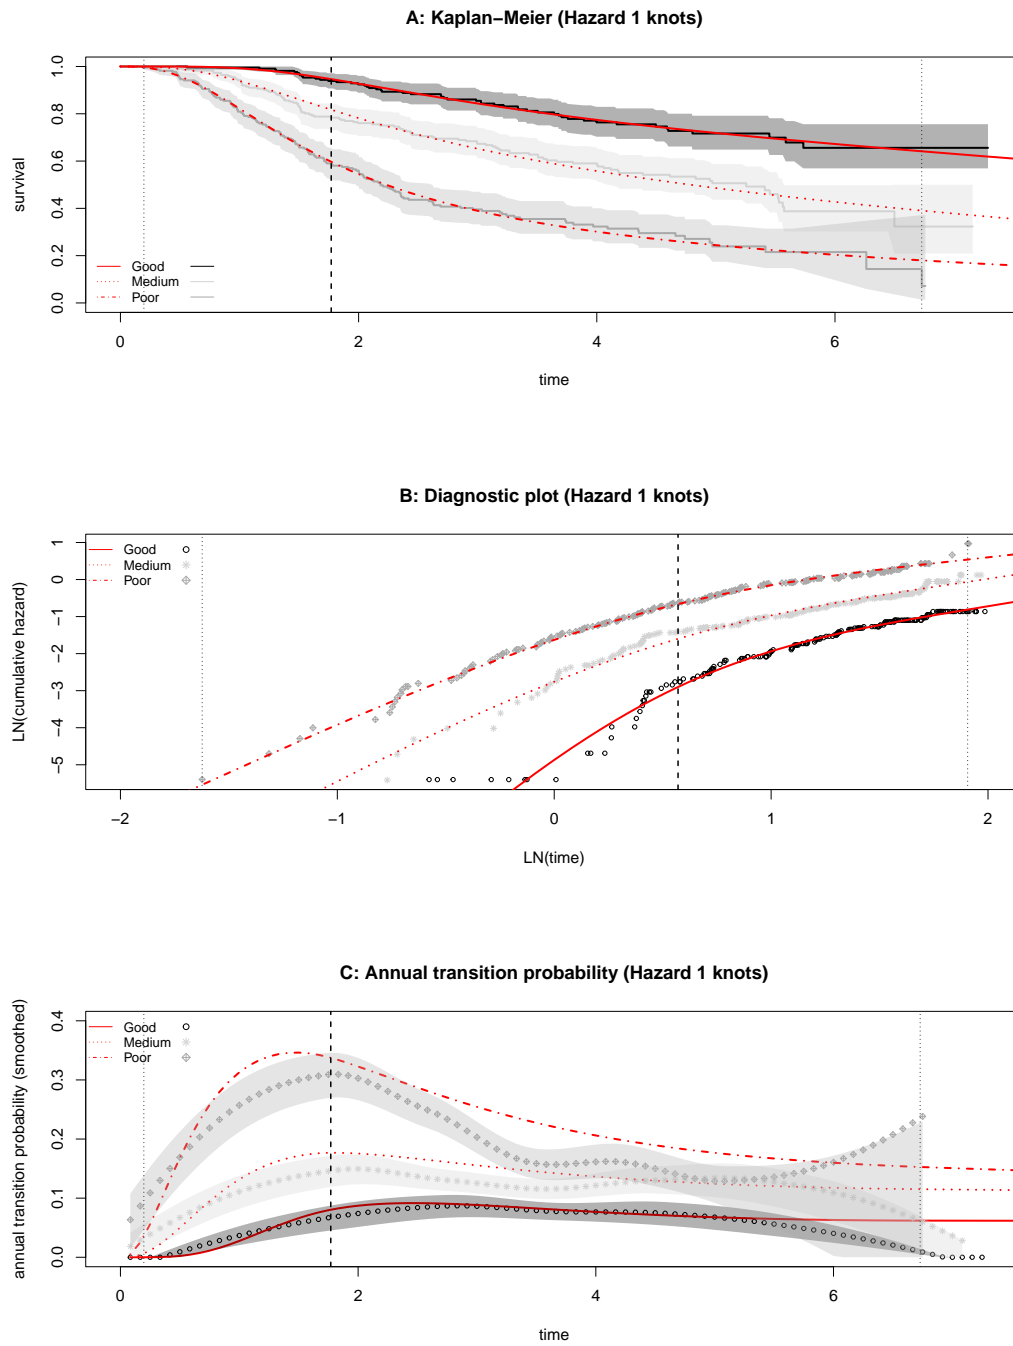 A: Kaplan−Meier (Hazard 1 knots)
survival
1.0
0.8
0.6
0.4
0.2
0.0
Good
Medium
Poor
0 2 4 6
time
B: Diagnostic plot (Hazard 1 knots)
LN(cumulative hazard)
1
0
−1
−2
−3
−4
−5
Good
Medium
Poor
−2 −1 0 1 2
LN(time)
C: Annual transition probability (Hazard 1 knots)
annual transition probability (smoothed)
0.4
0.3
0.2
0.1
0.0
Good
Medium
Poor
0 2 4 6
time